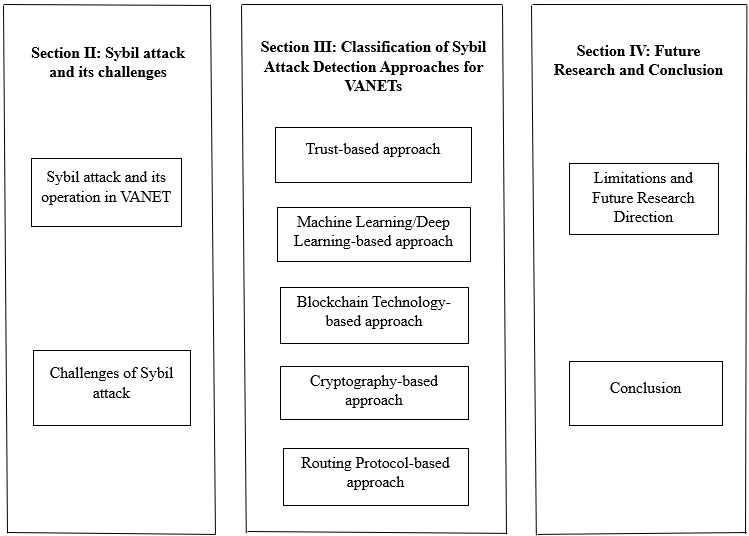 Section II: Sybil attack
and its challenges
Sybil attack and its
operation in VANET
Challenges of Sybil
attack
Section III: Classification of Sybil
Attack Detection Approaches for
VANETs
Trust-based approach
Machine Learning/Deep
Learning-based approach
Blockchain Technology-
based approach
Cryptography-based
approach
Routing Protocol-based
approach
Section IV: Future
Research and Conclusion
Limitations and
Future Research
Direction
Conclusion